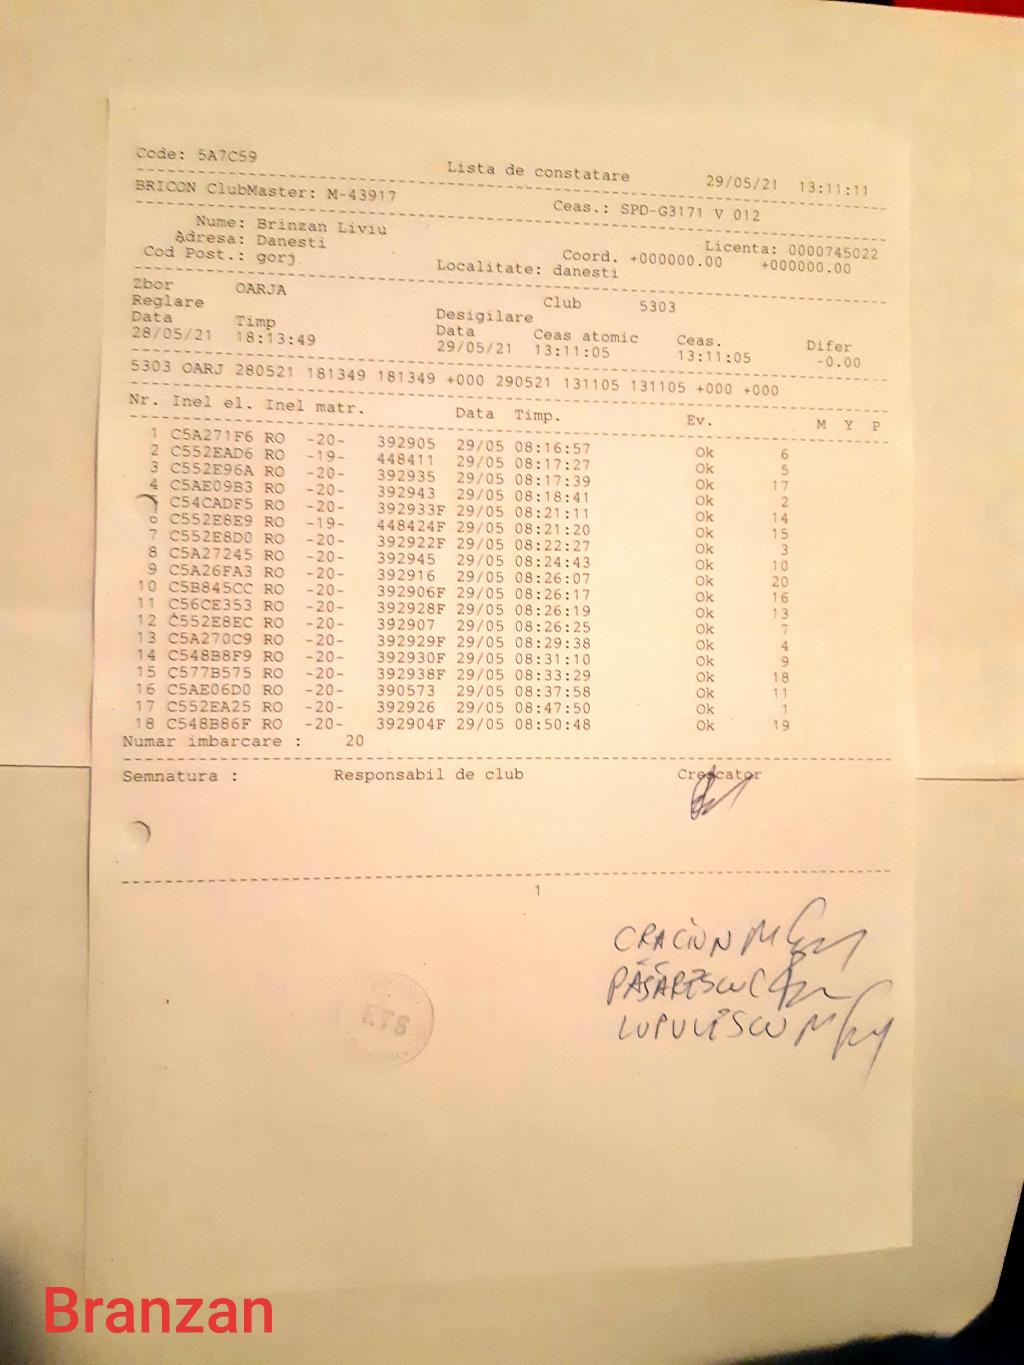 Code: 5A7C59 Lista de constatare 29/05/21 13:11:11
BRICON ClubMaster: M-43917 Ceas.: SPD-G3171 V 012
Nume: Brinzan Liviu Licenta: 0000745022
Adresa: Danesti Coord. +000000.00 +000000.00
Cod Post.: gorj Localitate: danesti
Zbor OARJA Club 5303
Reglare Desigilare
Data Timp Data Ceas atomic Ceas. Difer
28/05/21 18:13:49 29/05/21 13:11:05 13:11:05 -0.00
5303 OARJ 280521 181349 181349 +000 290521 131105 131105 +000 +000
Nr. Inel el. Inel matr. Data Timp. Ev. M Y P
1 C5A271F6 RO -20- 392905 29/05 08:16:57 Ok 6
2 C552EAD6 RO -19- 448411 29/05 08:17:27 Ok 5
3 C552E96A RO -20- 392935 29/05 08:17:39 Ok 17
4 C5AE09B3 RO -20- 392943 29/05 08:18:41 Ok 2
C54CADF5 RO -20- 392933F 29/05 08:21:11 Ok 14
6 C552E8E9 RO -19- 448424F 29/05 08:21:20 Ok 15
7 C552E8D0 RO -20- 392922F 29/05 08:22:27 Ok 3
8 C5A27245 RO -20- 392945 29/05 08:24:43 Ok 10
9 C5A26FA3 RO -20- 392916 29/05 08:26:07 Ok 20
10 C5B845CC RO -20- 392906F 29/05 08:26:17 Ok 16
11 C56CE353 RO -20- 392928F 29/05 08:26:19 Ok 13
12 C552E8EC RO -20- 392907 29/05 08:26:25 Ok 7
13 C5A270C9 RO -20- 392929F 29/05 08:29:38 Ok 4
14 C548B8F9 RO -20- 392930F 29/05 08:31:10 Ok 9
15 C577B575 RO -20- 392938F 29/05 08:33:29 Ok 18
16 C5AE06D0 RO -20- 390573 29/05 08:37:58 Ok 11
17 C552EA25 RO -20- 392926 29/05 08:47:50 Ok 1
18 C548B86F RO -20- 392904F 29/05 08:50:48 Ok 19
Numar imbarcare : 20
Semnatura : Responsabil de club Crescator
1
CRACIUN M
PĂSĂRESCU C
LUPULESCU M
Branzan